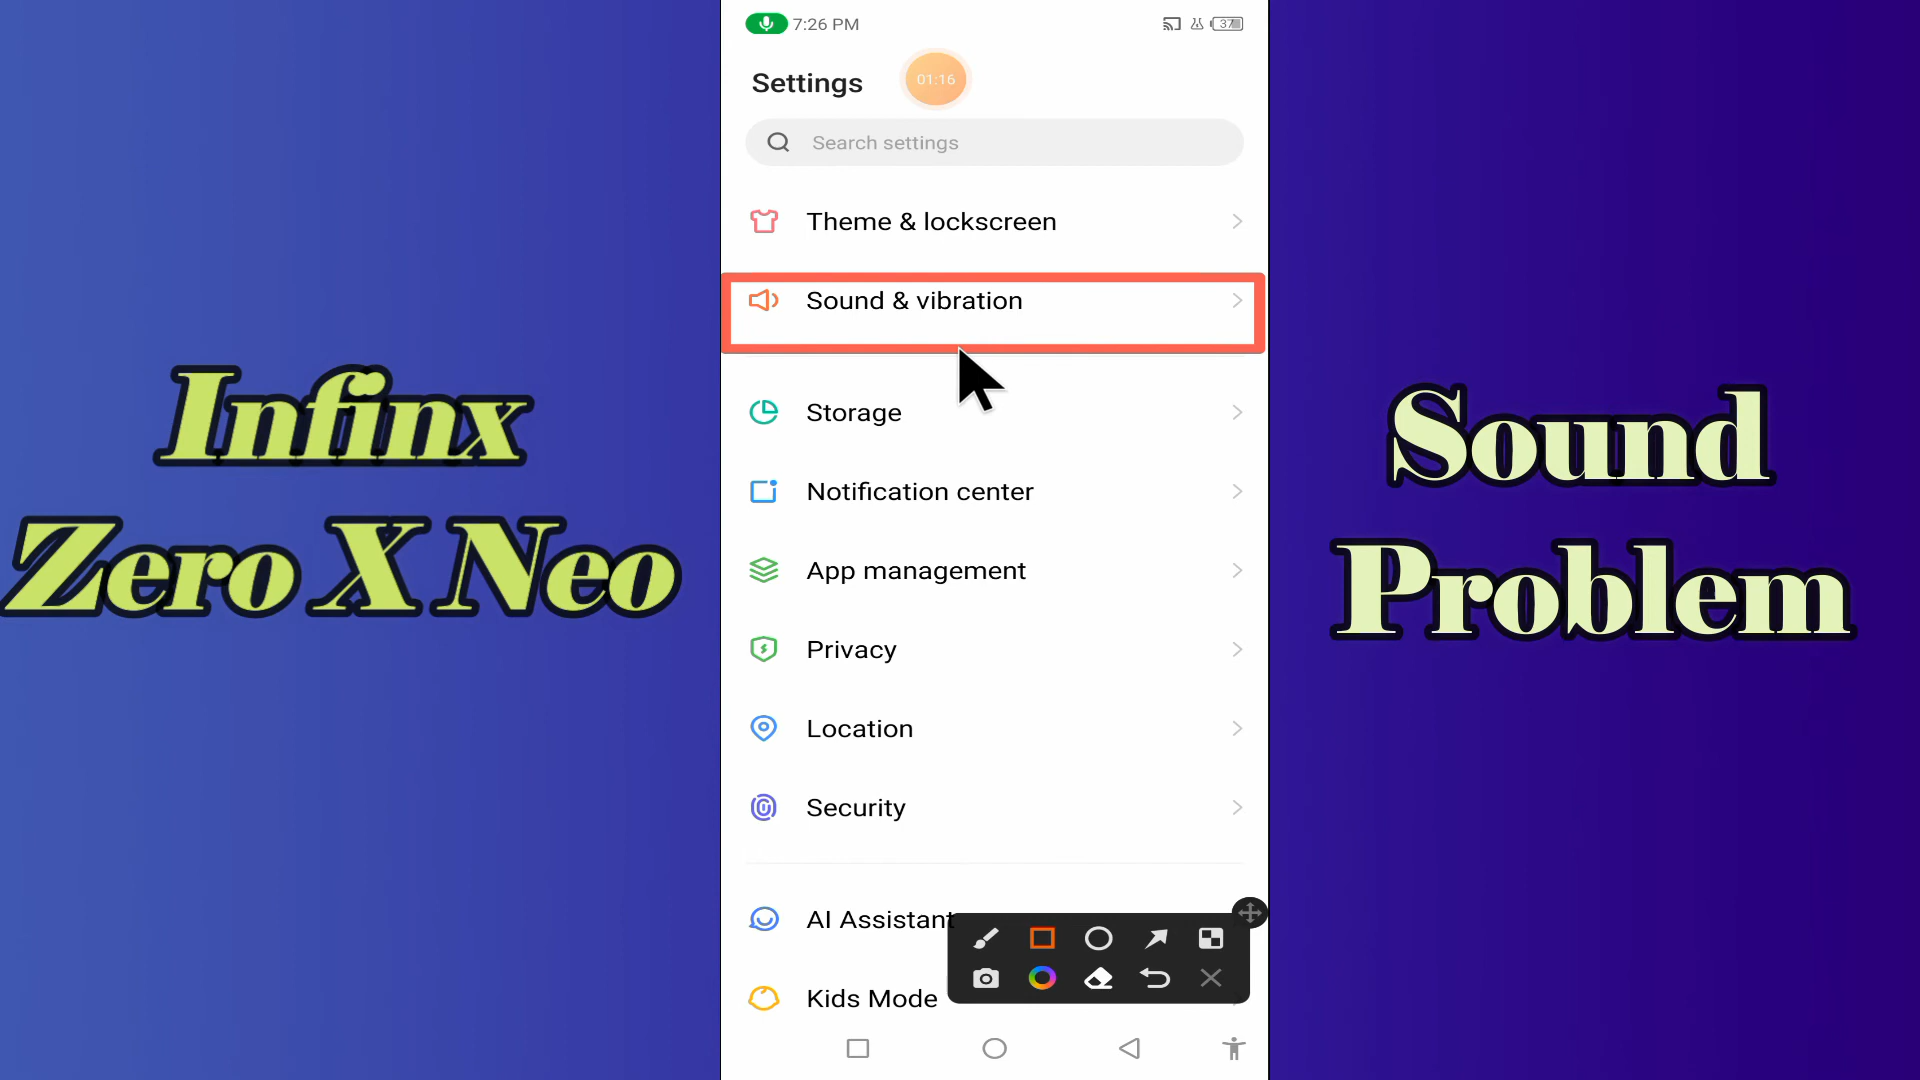 7:26 PM
37
Settings
01:16
Search settings
Theme & lockscreen
Sound & vibration
Storage
Notification center
App management
Privacy
Location
Security
AI Assistant
Kids Mode
Infinx
Zero X Neo
Sound
Problem